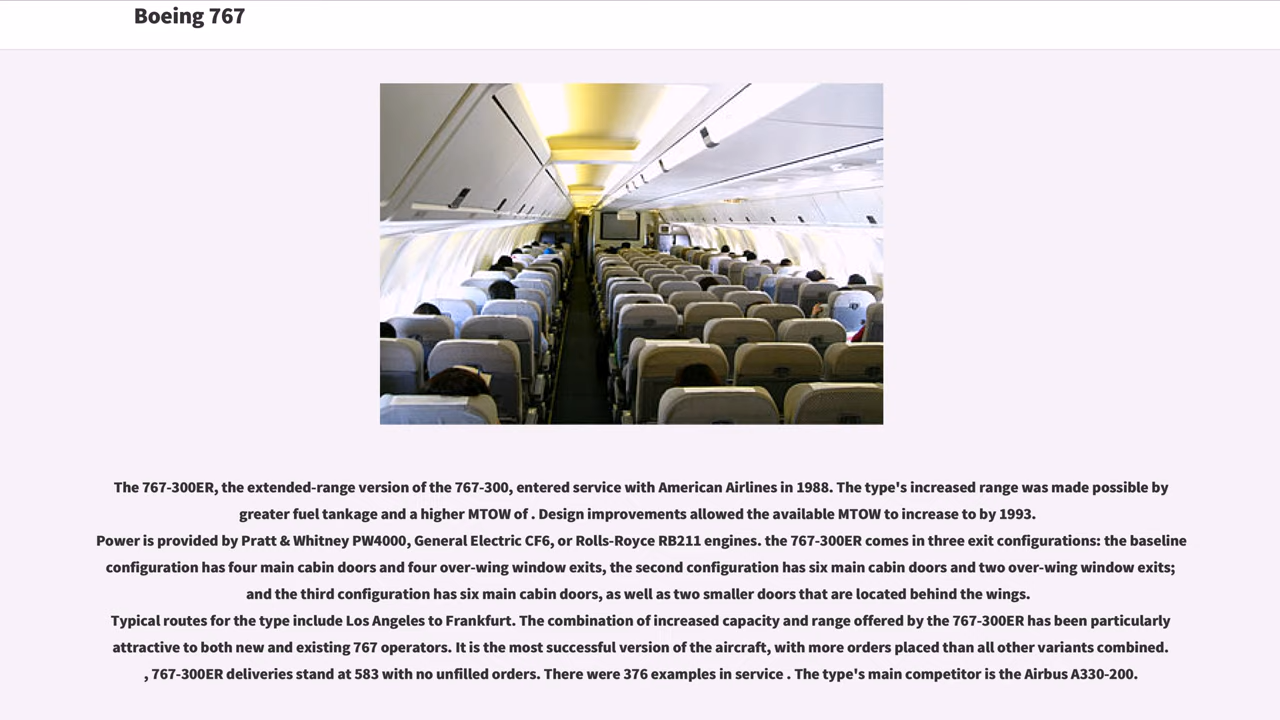 Boeing 767
The 767-300ER, the extended-range version of the 767-300, entered service with American Airlines in 1988. The type's increased range was made possible by
greater fuel tankage and a higher MTOW of . Design improvements allowed the available MTOW to increase to by 1993.
Power is provided by Pratt & Whitney PW4000, General Electric CF6, or Rolls-Royce RB211 engines. the 767-300ER comes in three exit configurations: the baseline
configuration has four main cabin doors and four over-wing window exits, the second configuration has six main cabin doors and two over-wing window exits;
and the third configuration has six main cabin doors, as well as two smaller doors that are located behind the wings.
Typical routes for the type include Los Angeles to Frankfurt. The combination of increased capacity and range offered by the 767-300ER has been particularly
attractive to both new and existing 767 operators. It is the most successful version of the aircraft, with more orders placed than all other variants combined.
, 767-300ER deliveries stand at 583 with no unfilled orders. There were 376 examples in service . The type's main competitor is the Airbus A330-200.